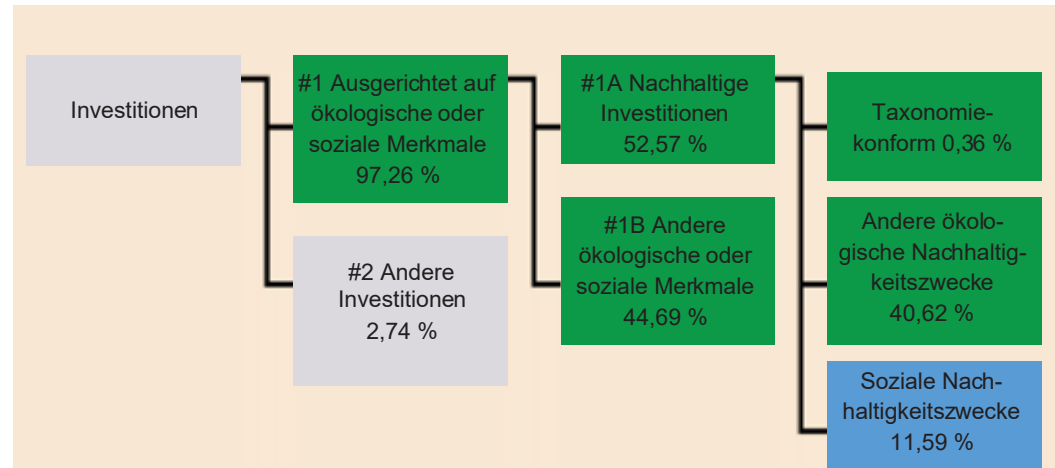 Investitionen
#1 Ausgerichtet auf
ökologische oder
soziale Merkmale
97,26 %
#2 Andere
Investitionen
2,74 %
#1A Nachhaltige
Investitionen
52,57 %
#1B Andere
ökologische oder
soziale Merkmale
44,69 %
Taxonomie-
konform 0,36 %
Andere ökolo-
gische Nachhaltig-
keitszwecke
40,62 %
Soziale Nach-
haltigkeitszwecke
11,59 %